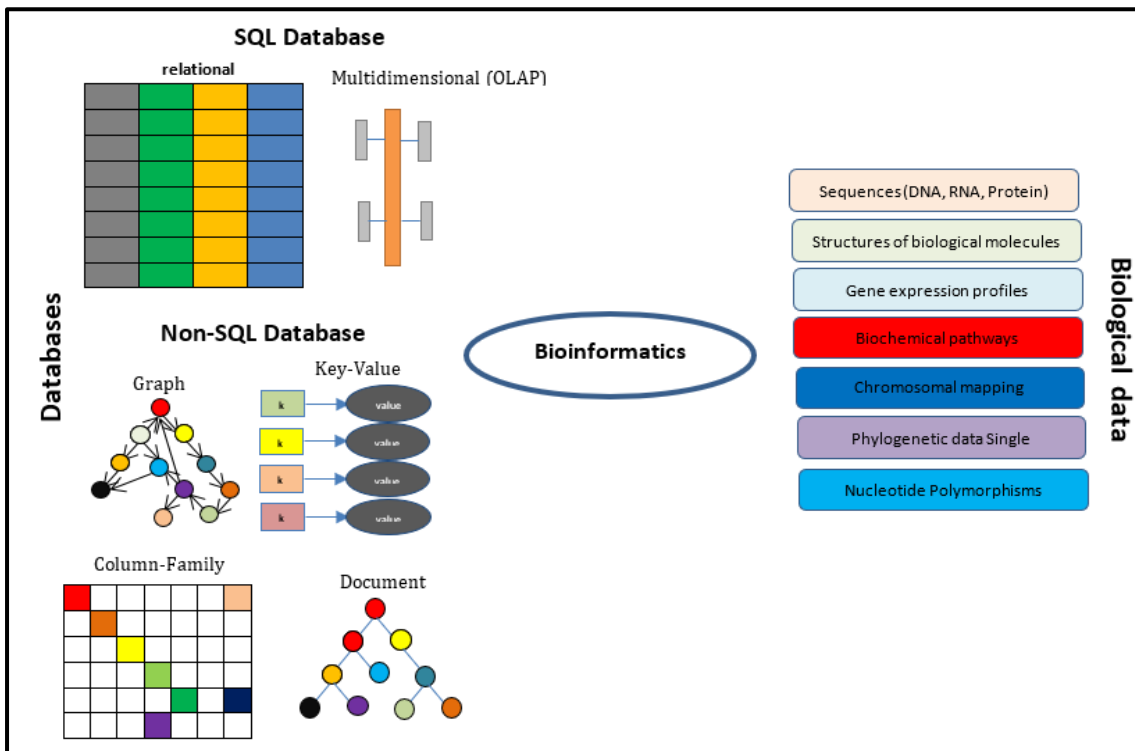 SQL Database
relational
Multidimensional (OLAP)
Databases
Non-SQL Database
Graph
Key-Value
k
value
k
value
k
value
k
value
Column-Family
Document
Bioinformatics
Sequences (DNA, RNA, Protein)
Structures of biological molecules
Gene expression profiles
Biochemical pathways
Chromosomal mapping
Phylogenetic data Single
Nucleotide Polymorphisms
Biological data